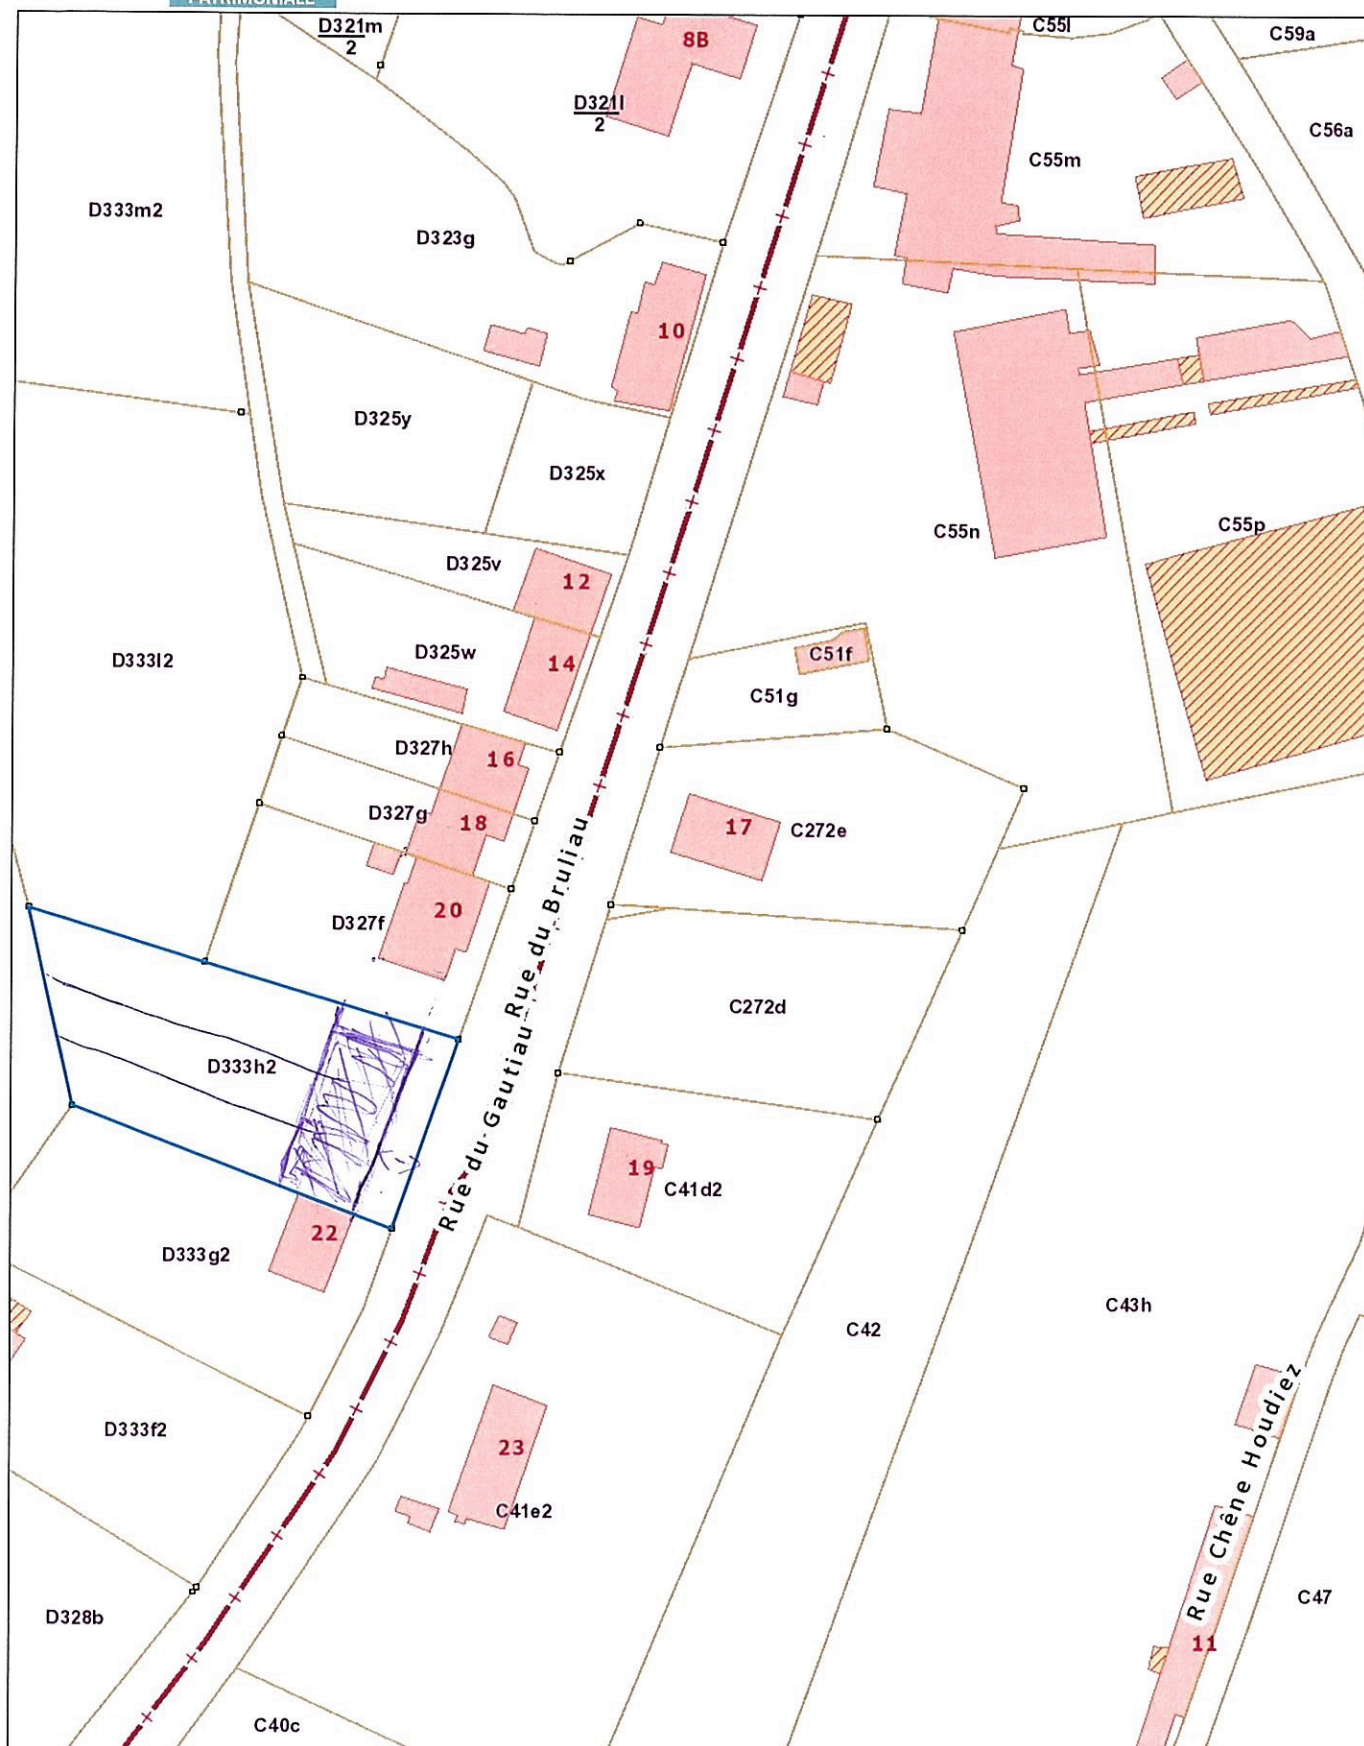 PATRIMONIALE
D321m
2
8B
C55l
C59a
D321l
2
C56a
C55m
D333m2
D323g
10
D325y
D325x
C55n
C55p
D325v
12
D325w
14
C51f
D333l2
C51g
D327h
16
D327g
18
17
C272e
D327f
20
Rue du Bruliau
C272d
D333h2
Rue du Gautiau
19
C41d2
22
D333g2
C43h
C42
D333f2
23
C41e2
Rue Chêne Houdiez
C47
D328b
11
C40c